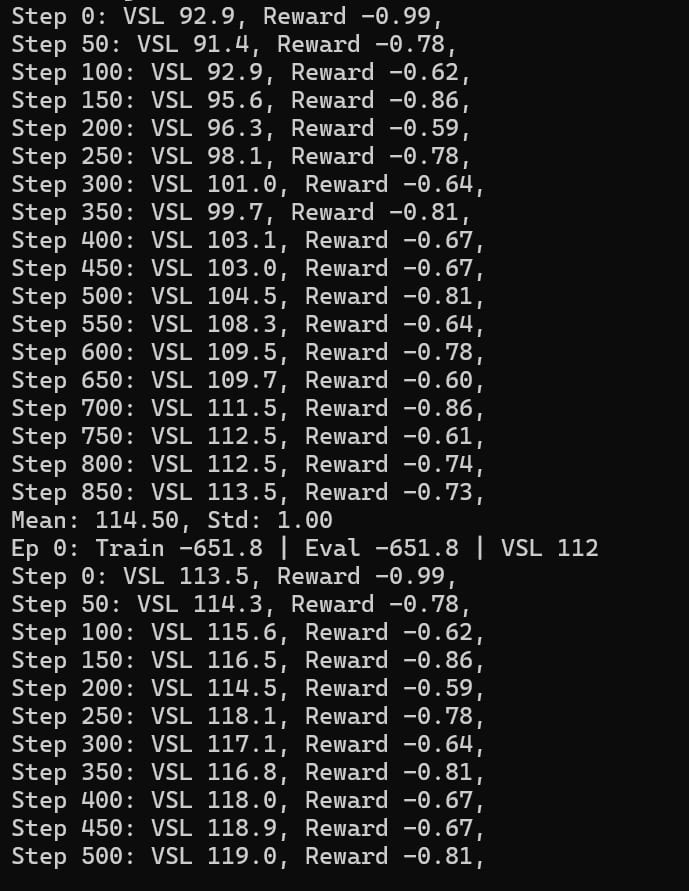 Step 0: VSL 92.9, Reward -0.99,
Step 50: VSL 91.4, Reward -0.78,
Step 100: VSL 92.9, Reward -0.62,
Step 150: VSL 95.6, Reward -0.86,
Step 200: VSL 96.3, Reward -0.59,
Step 250: VSL 98.1, Reward -0.78,
Step 300: VSL 101.0, Reward -0.64,
Step 350: VSL 99.7, Reward -0.81,
Step 400: VSL 103.1, Reward -0.67,
Step 450: VSL 103.0, Reward -0.67,
Step 500: VSL 104.5, Reward -0.81,
Step 550: VSL 108.3, Reward -0.64,
Step 600: VSL 109.5, Reward -0.78,
Step 650: VSL 109.7, Reward -0.60,
Step 700: VSL 111.5, Reward -0.86,
Step 750: VSL 112.5, Reward -0.61,
Step 800: VSL 112.5, Reward -0.74,
Step 850: VSL 113.5, Reward -0.73,
Mean: 114.50, Std: 1.00
Ep 0: Train -651.8 | Eval -651.8 | VSL 112
Step 0: VSL 113.5, Reward -0.99,
Step 50: VSL 114.3, Reward -0.78,
Step 100: VSL 115.6, Reward -0.62,
Step 150: VSL 116.5, Reward -0.86,
Step 200: VSL 114.5, Reward -0.59,
Step 250: VSL 118.1, Reward -0.78,
Step 300: VSL 117.1, Reward -0.64,
Step 350: VSL 116.8, Reward -0.81,
Step 400: VSL 118.0, Reward -0.67,
Step 450: VSL 118.9, Reward -0.67,
Step 500: VSL 119.0, Reward -0.81,